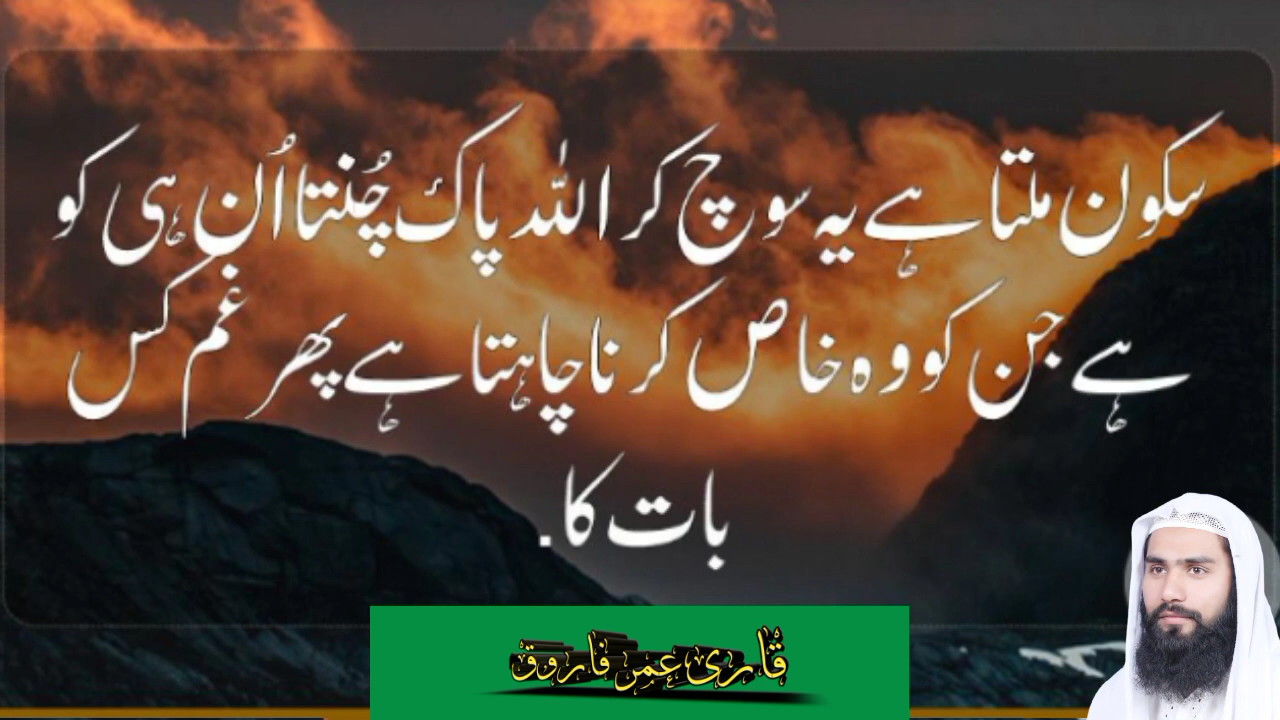 سکون ملتا ہے یہ سوچ کر اللہ پاک چُنتا اُن ہی کو
ہے جن کو وہ خاص کرنا چاہتا ہے پھر غم کس
بات کا.
قاری عمر فاروق